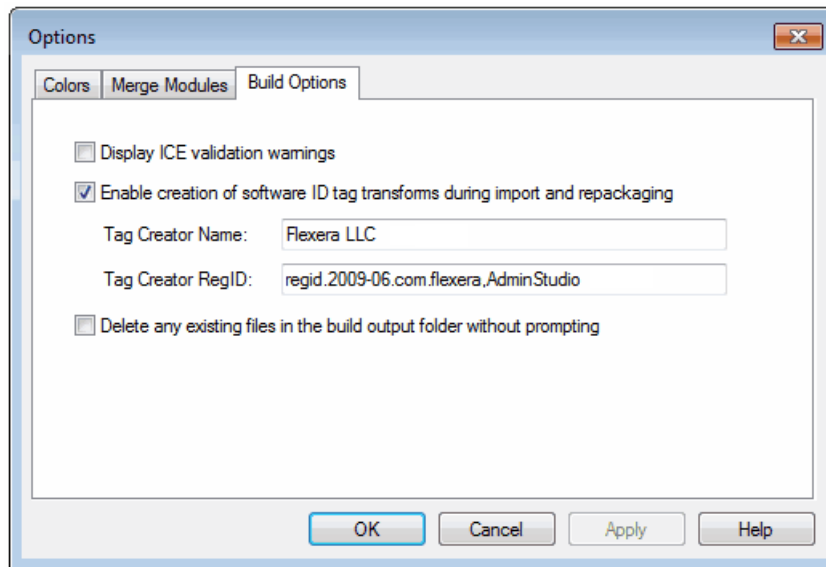 Options
Colors Merge Modules Build Options
Display ICE validation warnings
Enable creation of software ID tag transforms during import and repackaging
Tag Creator Name: Flexera LLC
Tag Creator RegID: regid.2009-06.com.flexera,AdminStudio
Delete any existing files in the build output folder without prompting
OK Cancel Apply Help